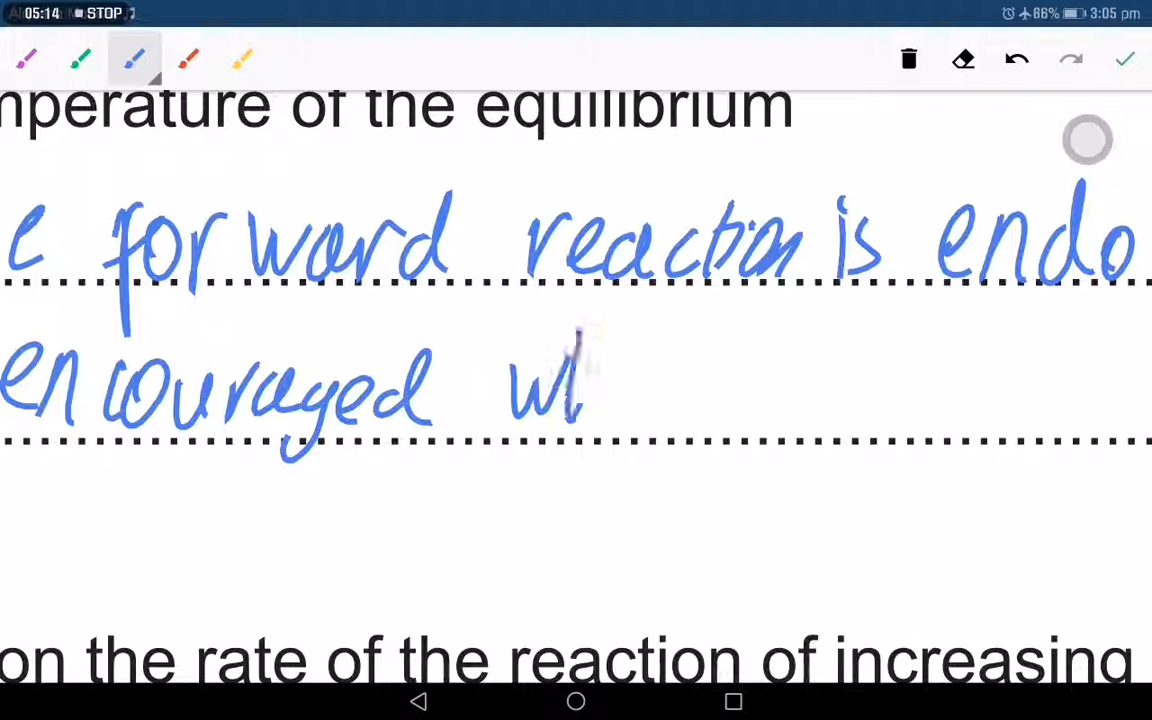 05:14 STOP 66% 3:05 pm
mperature of the equilibrium
e forward reaction is endo
encouraged
on the rate of the reaction of increasing